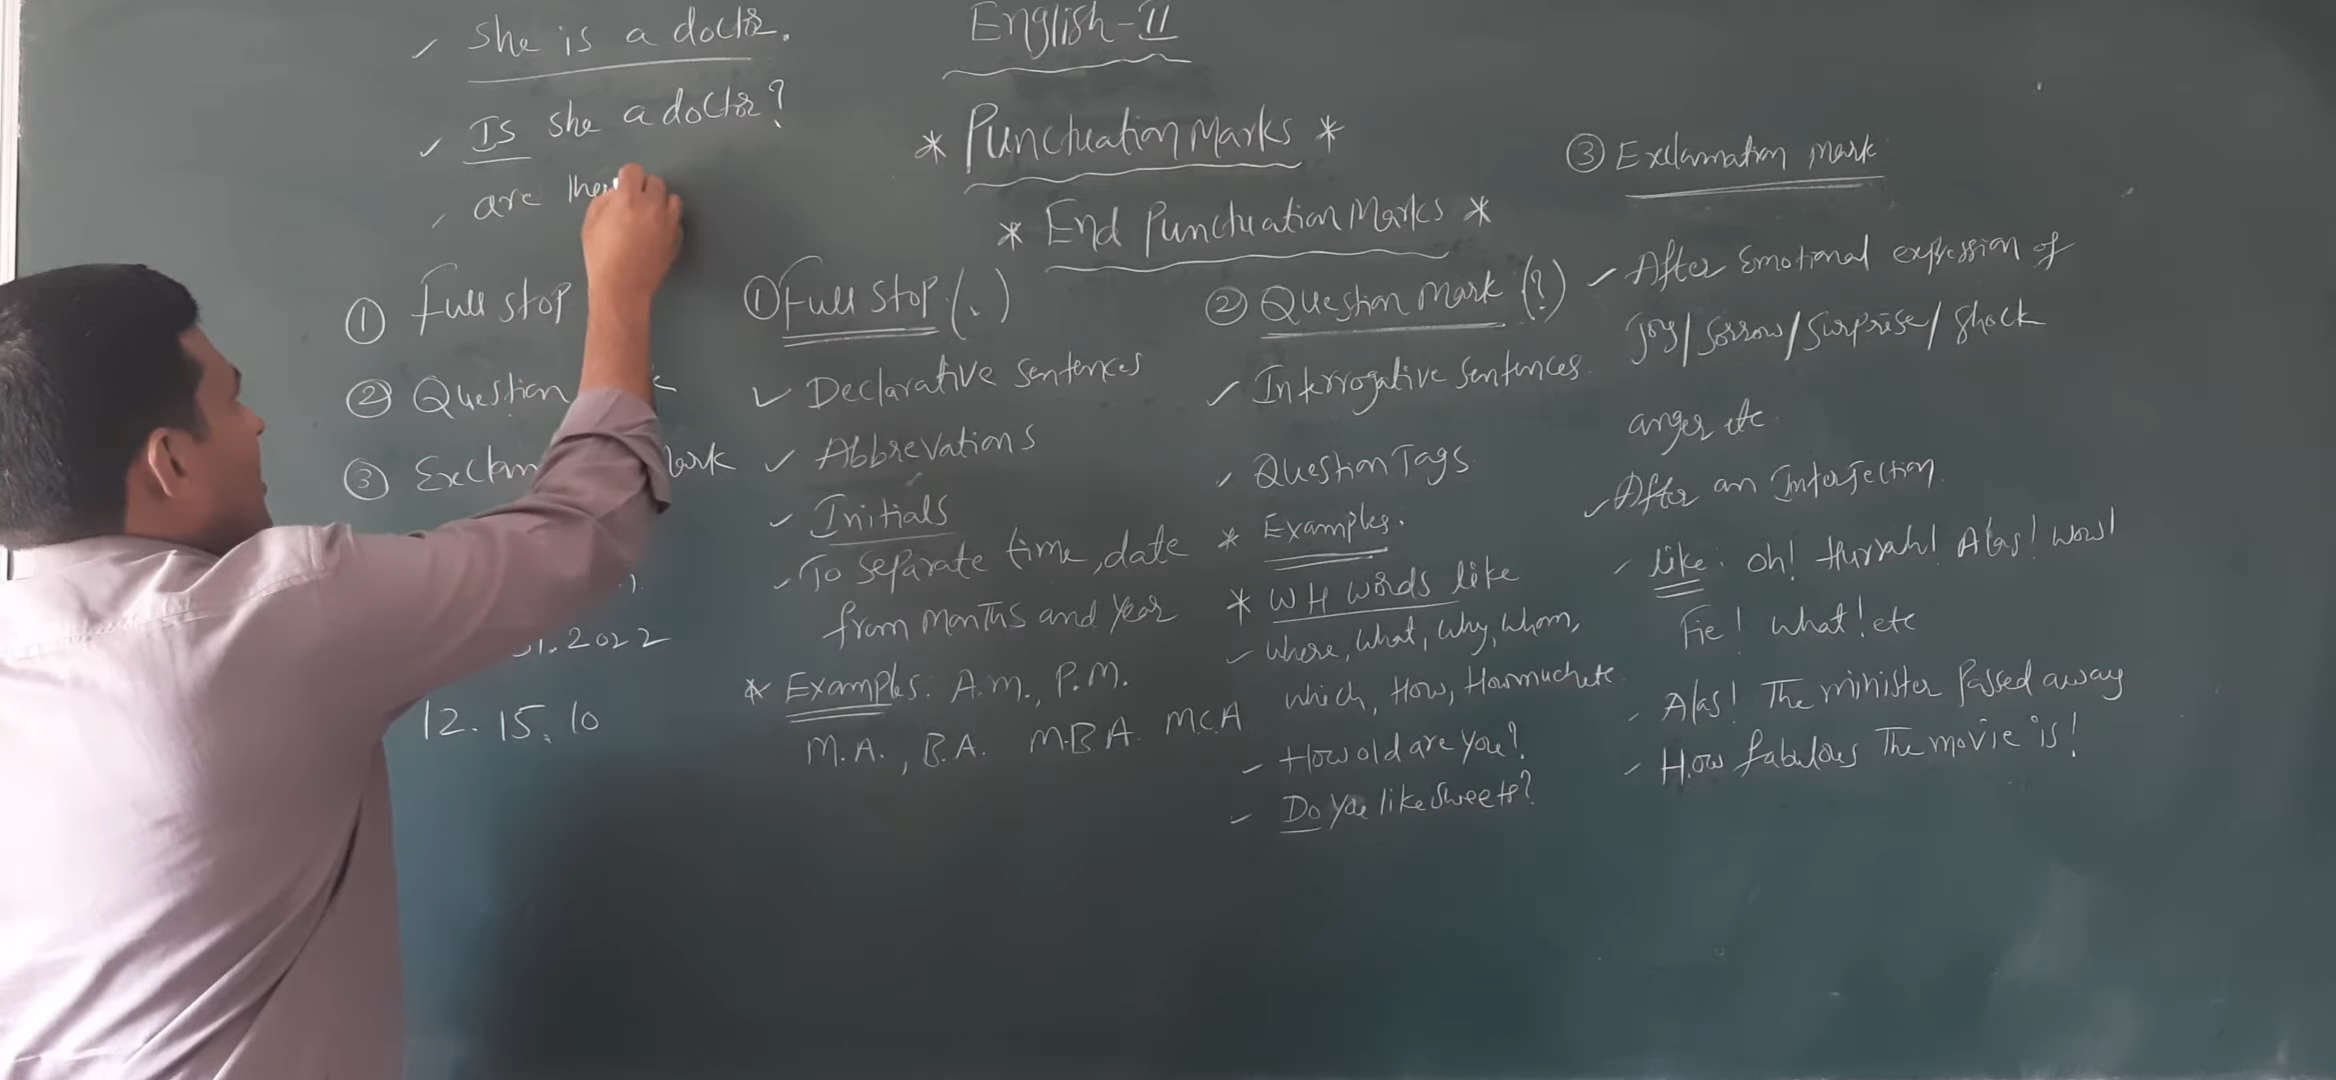 She is a doctor.
Is she a doctor?
are the
① Full stop
② Question
③ Exclam ark
1.2022
12.15.10
English-II
* Punctuation Marks *
* End Punctuation Marks *
① Full stop (.)
Declarative sentences
Abbrevations
Initials
To separate time, date
from months and year
* Examples: A.m., P.M.
M.A., B.A. M.B.A. M.C.A
② Question mark (?)
Interrogative sentences
Question Tags
* Examples.
* WH words like
where, what, why, whom,
which, How, How much etc
How old are you?
Do you like sweets?
③ Exclamation mark
After Emotional expression of
Joy/Sorrow/Surprise/Shock
anger etc
After an Interjection
like: oh! Hurrah! Alas! wow!
Fie! what! etc
Alas! The minister passed away
How fabulous The movie is!